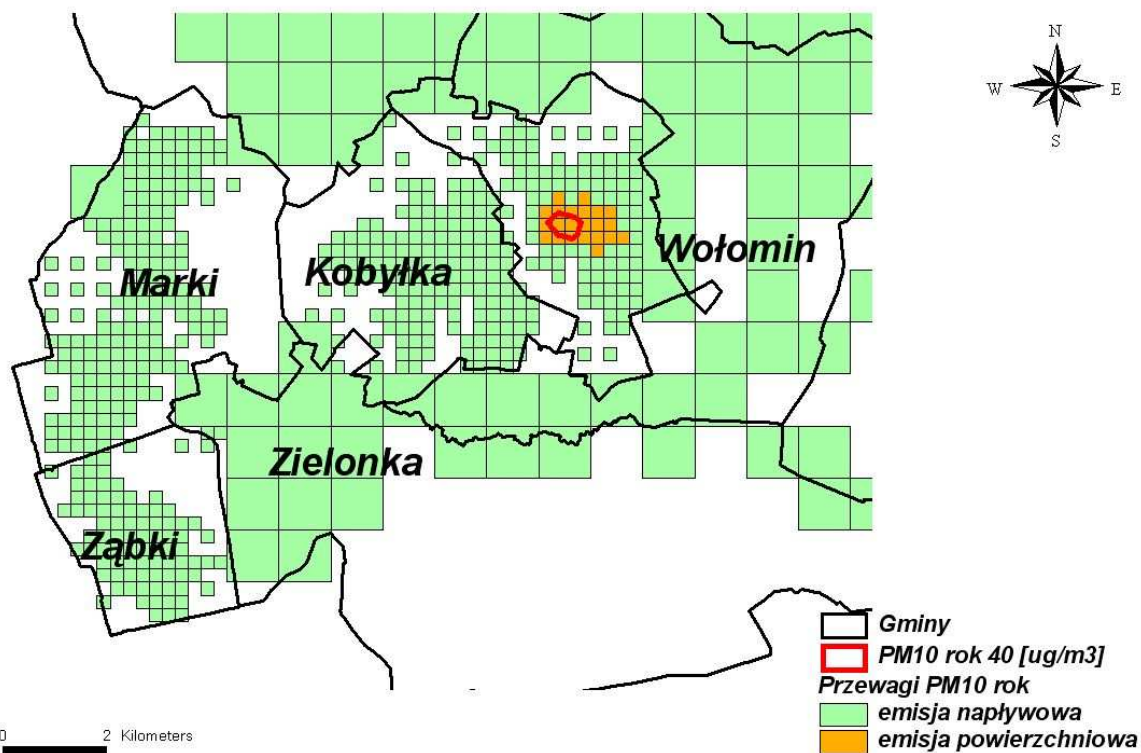 N
W E
S
Marki
Kobyłka
Wołomin
Zielonka
Ząbki
Gminy
PM10 rok 40 [ug/m3]
Przewagi PM10 rok
emisja napływowa
emisja powierzchniowa
0 2 Kilometers